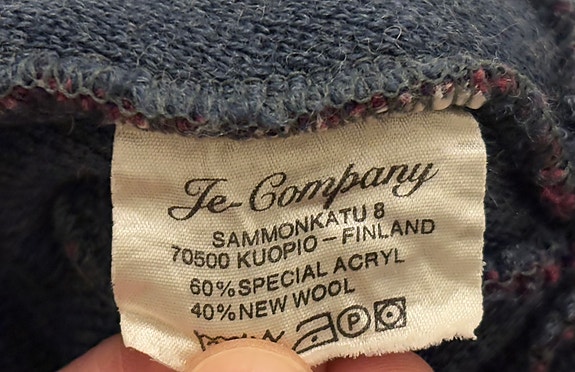 Je-Company
SAMMONKATU 8
70500 KUOPIO – FINLAND
60% SPECIAL ACRYL
40% NEW WOOL
P